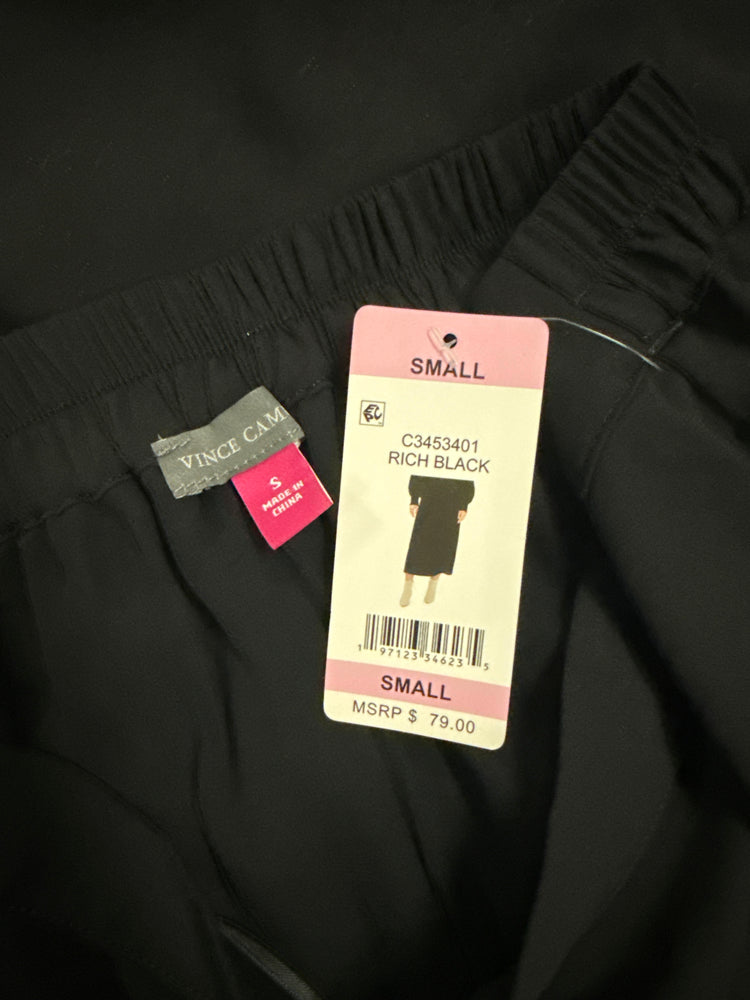 SMALL
C3453401
RICH BLACK
1 97123 34623 5
SMALL
MSRP $ 79.00
VINCE CAM
S
MADE IN
CHINA